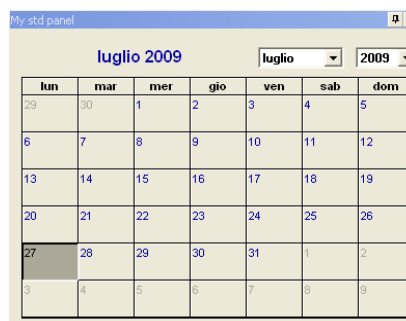 My std panel
luglio 2009 luglio 2009
lun mar mer gio ven sab dom
29 30 1 2 3 4 5
6 7 8 9 10 11 12
13 14 15 16 17 18 19
20 21 22 23 24 25 26
27 28 29 30 31 1 2
3 4 5 6 7 8 9